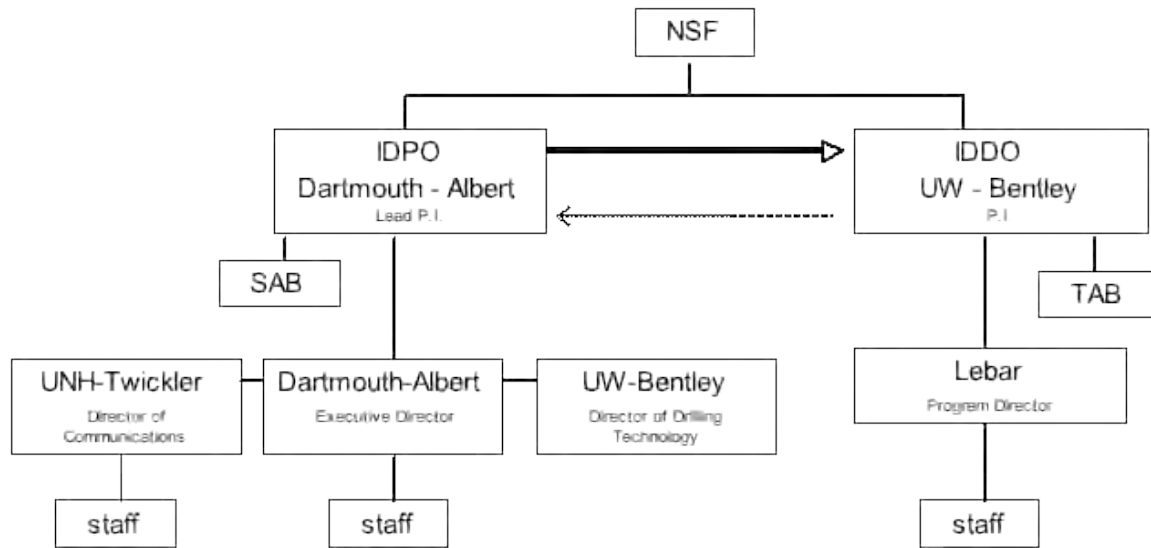 NSF
IDPO
Dartmouth - Albert
Lead P.I.
IDDO
UW - Bentley
P.I.
SAB
TAB
UNH-Twickler
Director of
Communications
Dartmouth-Albert
Executive Director
UW-Bentley
Director of Drilling
Technology
Lebar
Program Director
staff
staff
staff